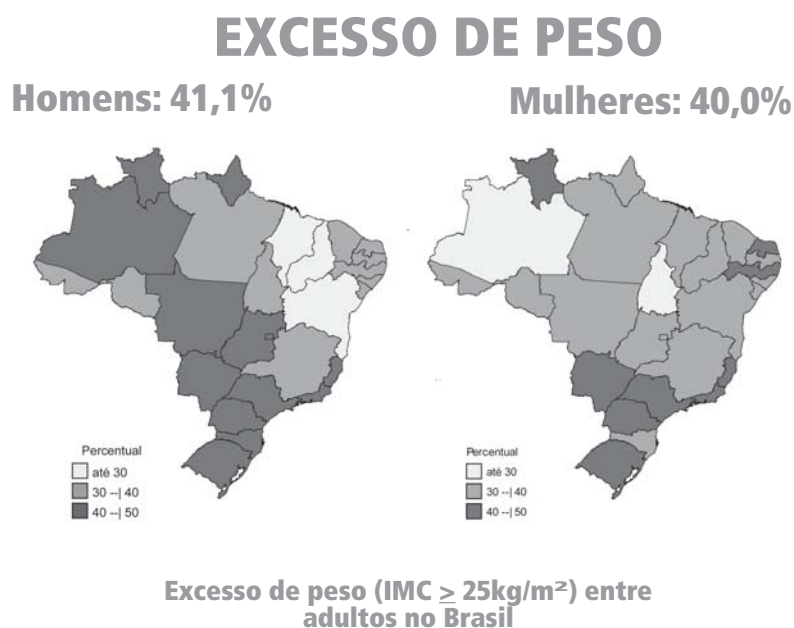 EXCESSO DE PESO
Homens: 41,1%
Mulheres: 40,0%
Percentual
até 30
30 --| 40
40 --| 50
Percentual
até 30
30 --| 40
40 --| 50
Excesso de peso (IMC ≥ 25kg/m²) entre
adultos no Brasil